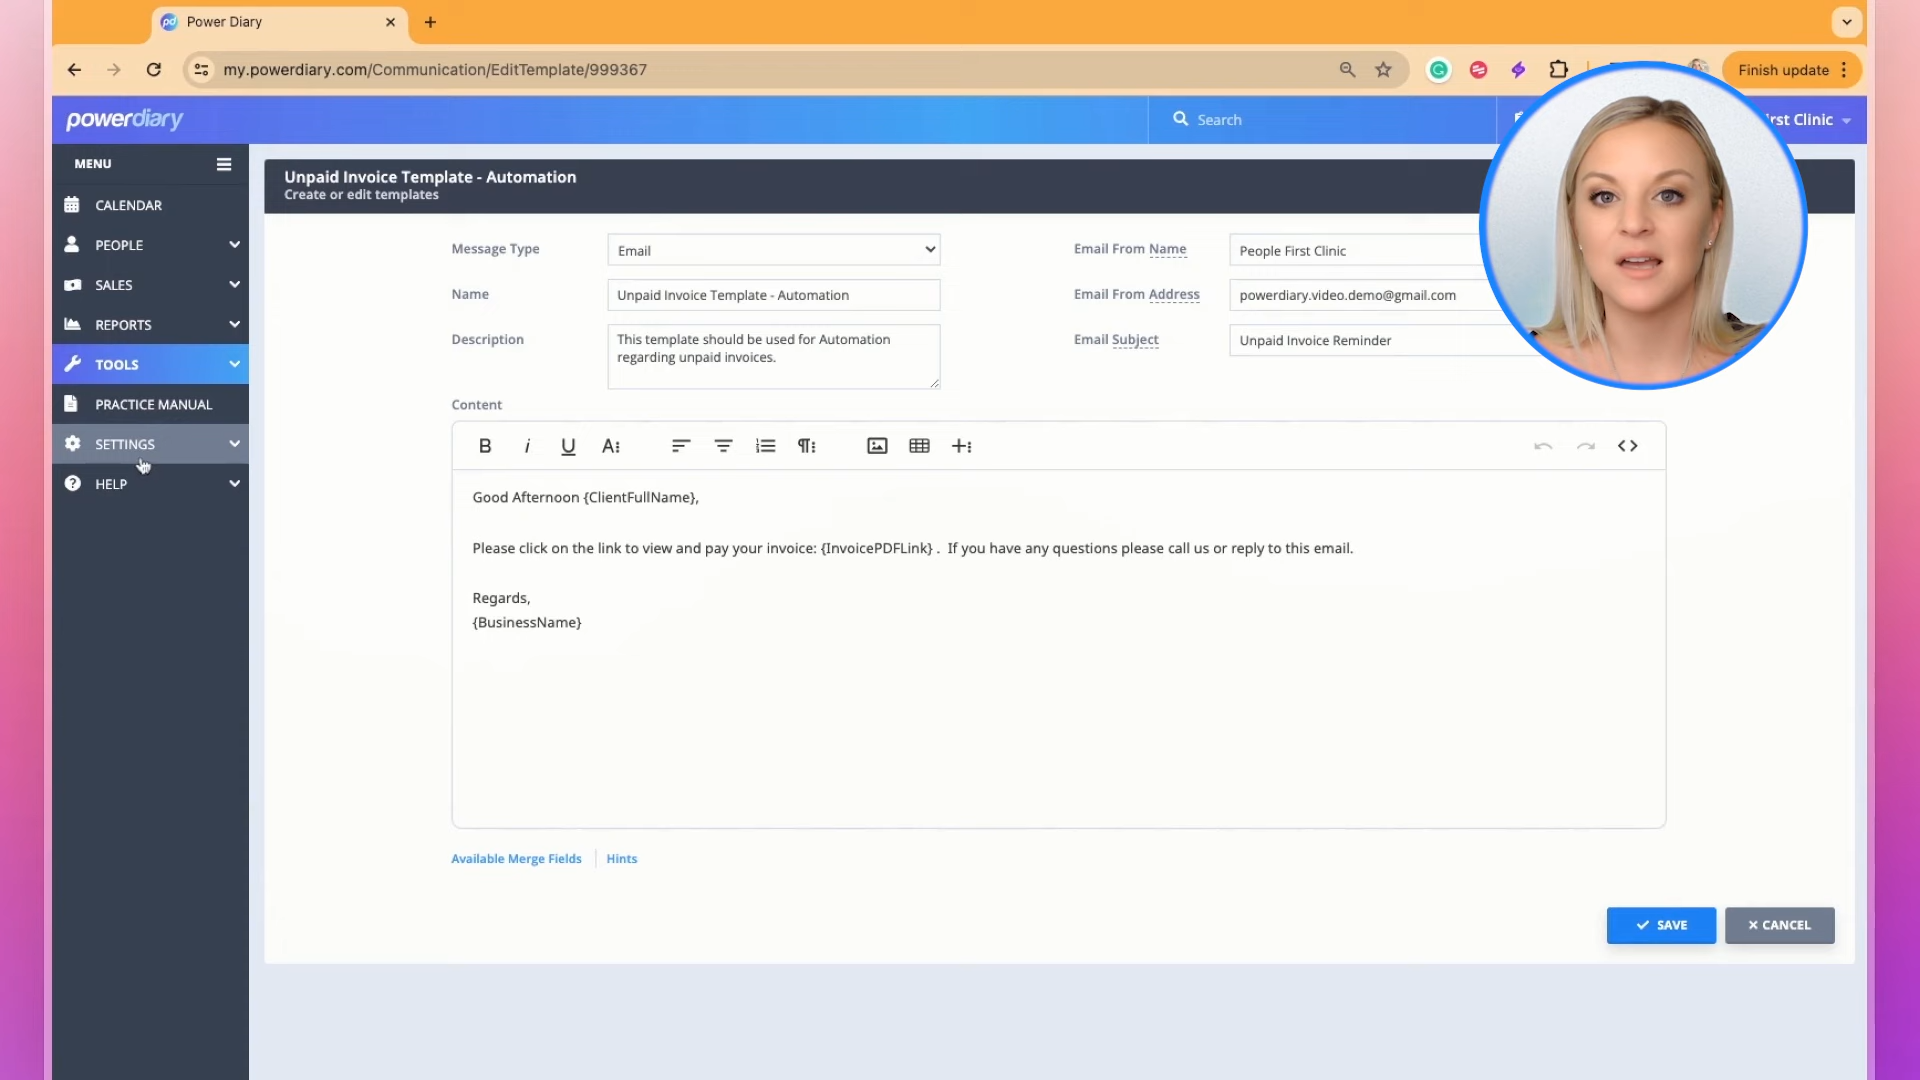 pd Power Diary
my.powerdiary.com/Communication/EditTemplate/999367
Finish update
powerdiary
Search
rst Clinic
MENU
CALENDAR
PEOPLE
SALES
REPORTS
TOOLS
PRACTICE MANUAL
SETTINGS
HELP
Unpaid Invoice Template - Automation
Create or edit templates
Message Type
Email
Name
Unpaid Invoice Template - Automation
Description
This template should be used for Automation
regarding unpaid invoices.
Email From Name
People First Clinic
Email From Address
powerdiary.video.demo@gmail.com
Email Subject
Unpaid Invoice Reminder
Content
Good Afternoon {ClientFullName},
Please click on the link to view and pay your invoice: {InvoicePDFLink} .  If you have any questions please call us or reply to this email.
Regards,
{BusinessName}
Available Merge Fields
Hints
SAVE
CANCEL